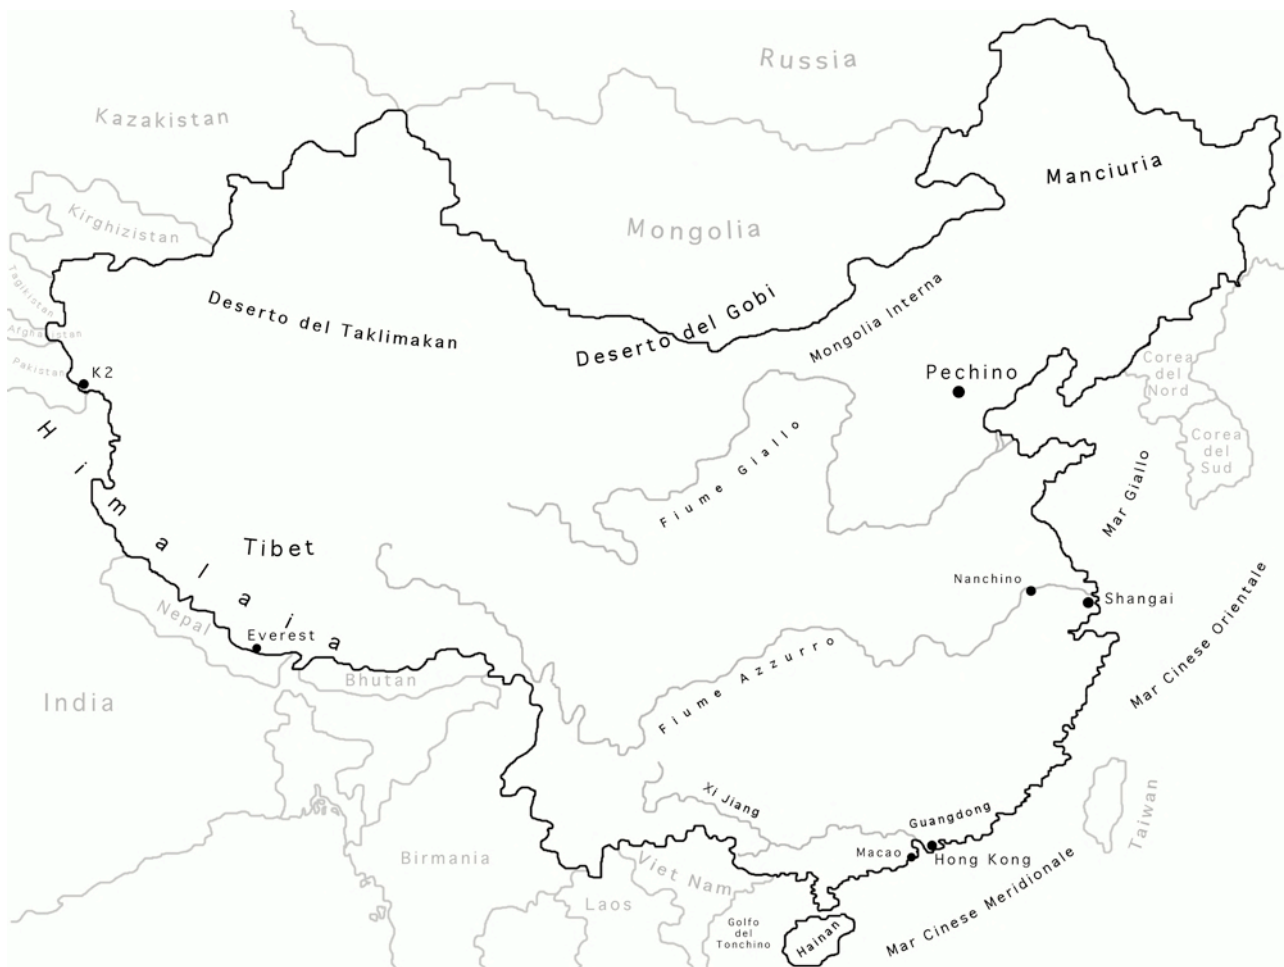 Russia
Kazakistan
Manciuria
Kirghizistan
Mongolia
Tagikistan
Deserto del Taklimakan
Deserto del Gobi
Mongolia Interna
Afghanistan
Pakistan
K2
Pechino
Corea
del
Nord
Corea
del
Sud
Himalaia
Fiume Giallo
Mar Giallo
Tibet
Nanchino
Shangai
Nepal
Everest
Mar Cinese Orientale
Bhutan
India
Fiume Azzurro
Xi Jiang
Guangdong
Taiwan
Birmania
Macao
Hong Kong
Viet Nam
Laos
Mar Cinese Meridionale
Golfo
del
Tonchino
Hainan